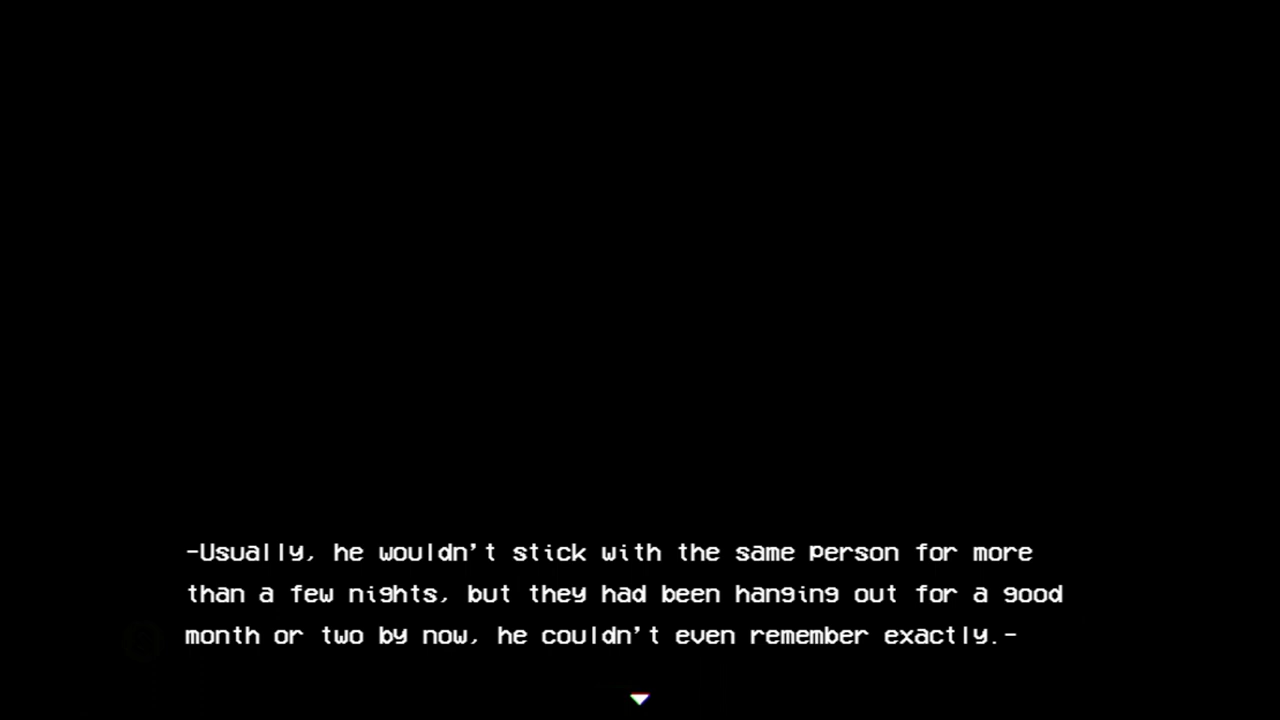 -Usually, he wouldn't stick with the same person for more
than a few nights, but they had been hanging out for a good
month or two by now, he couldn't even remember exactly.-